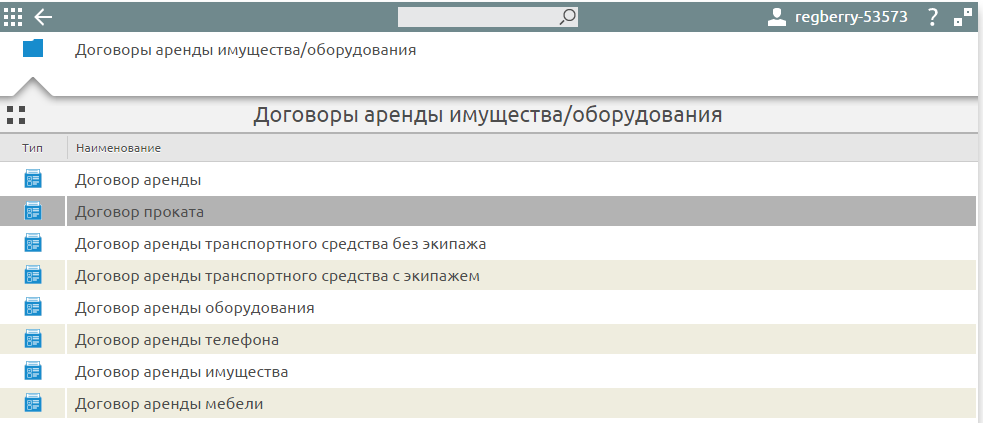 regberry-53573 ?
Договоры аренды имущества/оборудования
Договоры аренды имущества/оборудования
Тип Наименование
Договор аренды
Договор проката
Договор аренды транспортного средства без экипажа
Договор аренды транспортного средства с экипажем
Договор аренды оборудования
Договор аренды телефона
Договор аренды имущества
Договор аренды мебели